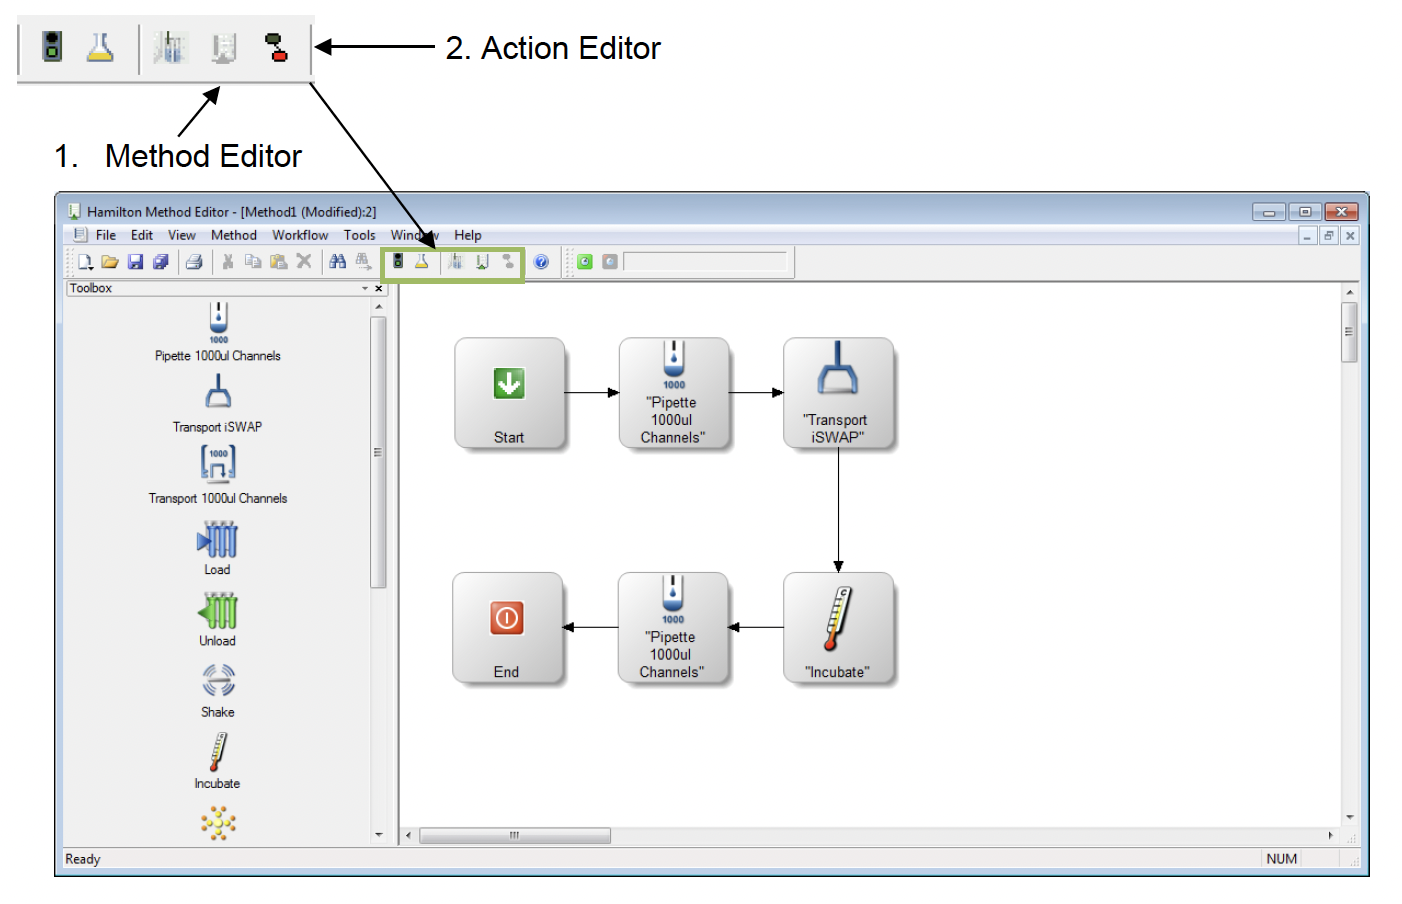 2. Action Editor
1. Method Editor
Hamilton Method Editor - [Method1 (Modified):2]
File Edit View Method Workflow Tools Window Help
Toolbox
1000
Pipette 1000ul Channels
Transport iSWAP
1000
Transport 1000ul Channels
Load
Unload
Shake
Incubate
Start
1000
"Pipette
1000ul
Channels"
"Transport
iSWAP"
End
1000
"Pipette
1000ul
Channels"
C
"Incubate"
Ready
NUM